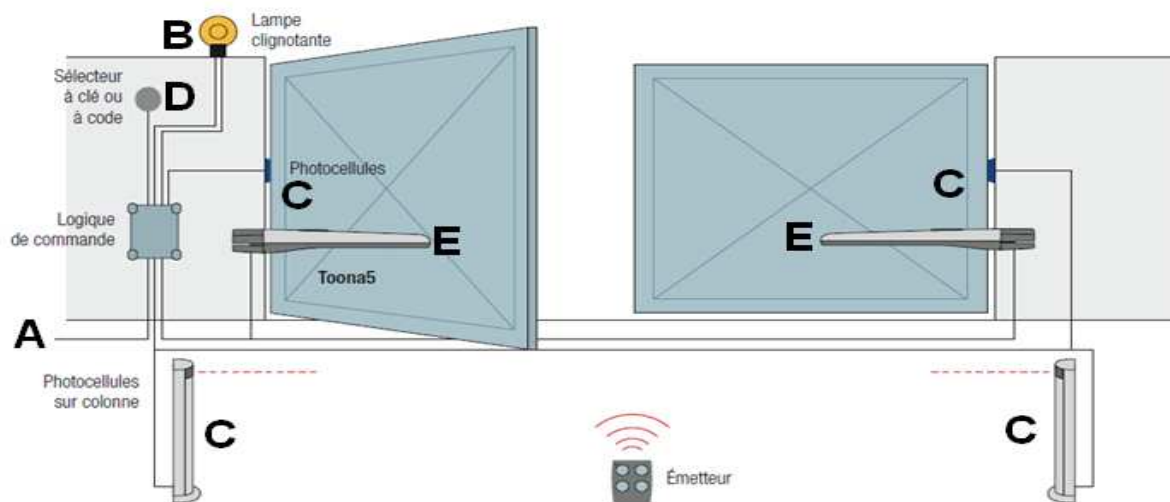 B
Lampe
clignotante
Sélecteur
à clé ou
à code
D
Photocellules
C
C
Logique
de commande
E
E
Toona5
A
Photocellules
sur colonne
C
C
Émetteur